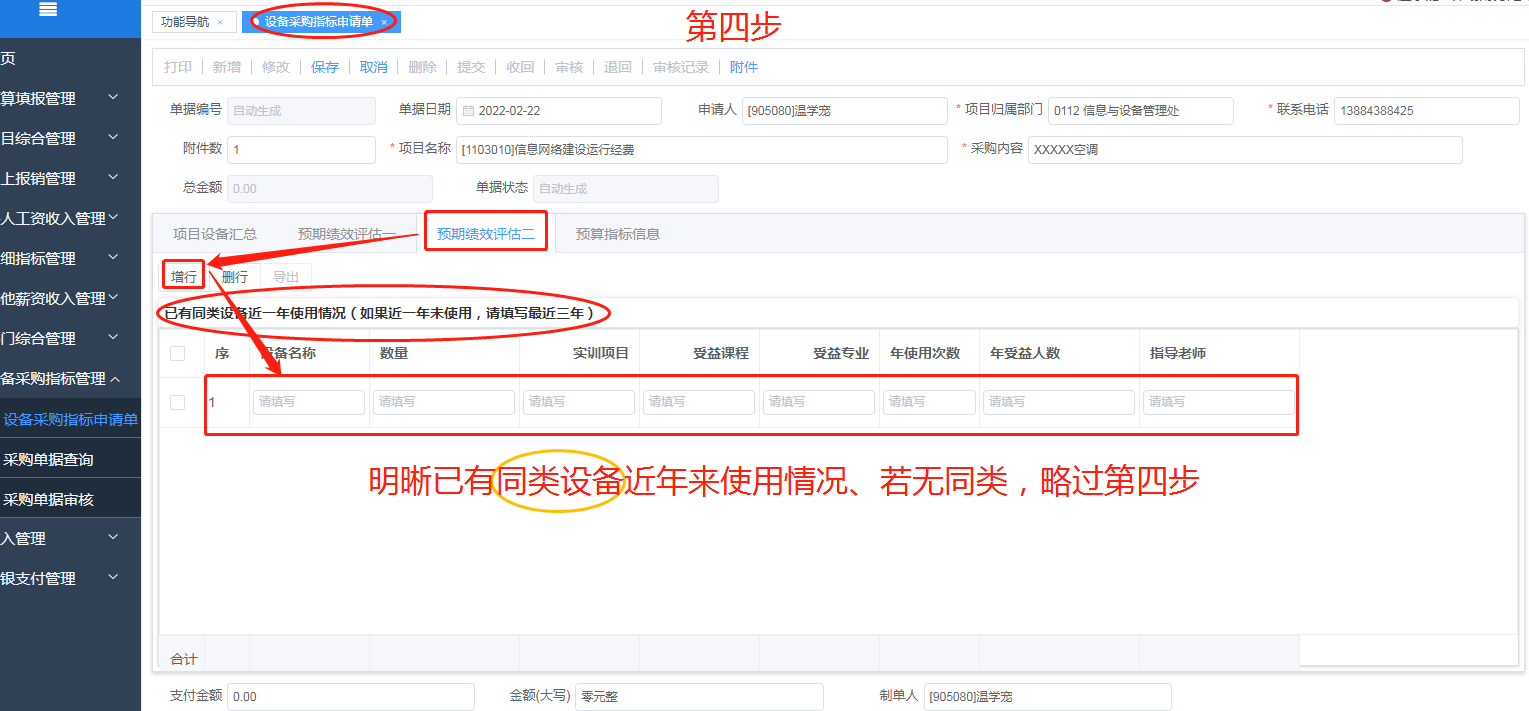 功能导航 × 设备采购指标申请单 ×
第四步
打印 新增 修改 保存 取消 删除 提交 收回 审核 退回 审核记录 附件
单据编号 自动生成 单据日期 2022-02-22 申请人 [905080]温学宠 * 项目归属部门 0112 信息与设备管理处 * 联系电话 13884388425
附件数 1 * 项目名称 [1103010]信息网络建设运行经费 * 采购内容 XXXXX空调
总金额 0.00 单据状态 自动生成
项目设备汇总 预期绩效评估一 预期绩效评估二 预算指标信息
增行 删行 导出
已有同类设备近一年使用情况（如果近一年未使用，请填写最近三年）
序 设备名称 数量 实训项目 受益课程 受益专业 年使用次数 年受益人数 指导老师
1 请填写 请填写 请填写 请填写 请填写 请填写 请填写 请填写
明晰已有同类设备近年来使用情况、若无同类，略过第四步
合计
支付金额 0.00 金额(大写) 零元整 制单人 [905080]温学宠
页
算填报管理
目综合管理
上报销管理
人工资收入管理
细指标管理
他薪资收入管理
门综合管理
备采购指标管理
设备采购指标申请单
采购单据查询
采购单据审核
入管理
银支付管理